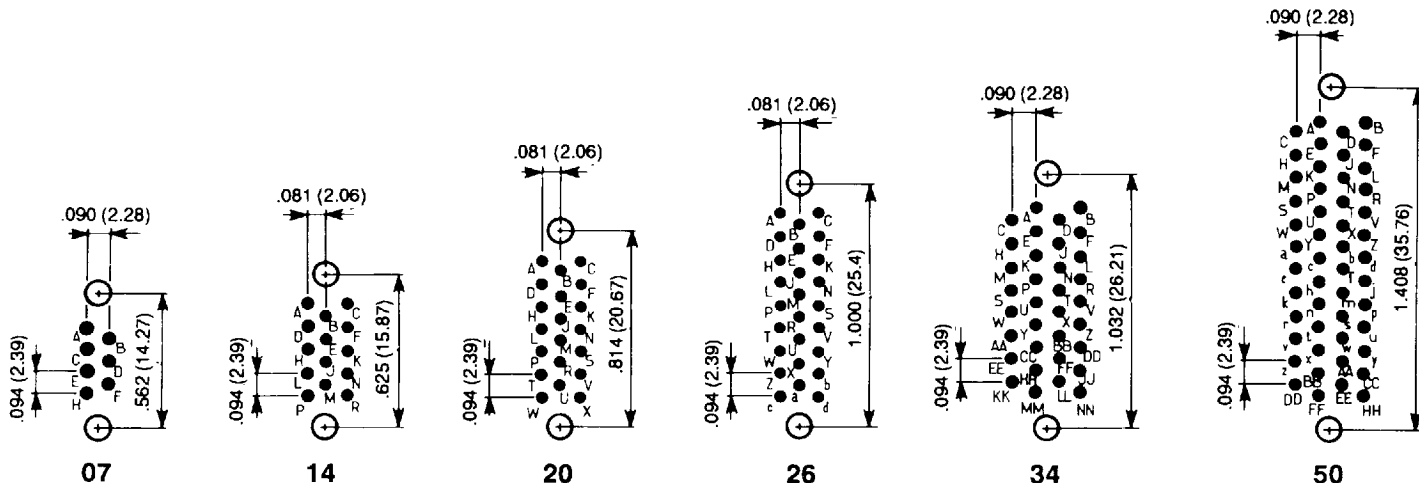 .090 (2.28)
A
B
C
D
E
F
H
.094 (2.39)
.562 (14.27)
07
.081 (2.06)
A B C
D E F
H J K
L M N
P R
.094 (2.39)
.625 (15.87)
14
.081 (2.06)
A B C
D E F
H J K
L M N
P R S
T U V
W X
.094 (2.39)
.814 (20.67)
20
.081 (2.06)
A B C
D E F
H J K
L M N
P R S
T U V
W X Y
Z a b
c d
.094 (2.39)
1.000 (25.4)
26
.090 (2.28)
C A D B
H E J F
M K N L
S P T R
W U X V
AA Y BB Z
EE CC FF DD
KK HH LL JJ
MM NN
.094 (2.39)
1.032 (26.21)
34
.090 (2.28)
C A D B
H E J F
M K N L
S P T R
W U X V
a Y b Z
e c d
k h m j
r n s p
v t w u
z x AA y
DD BB EE CC
FF HH
.094 (2.39)
1.408 (35.76)
50